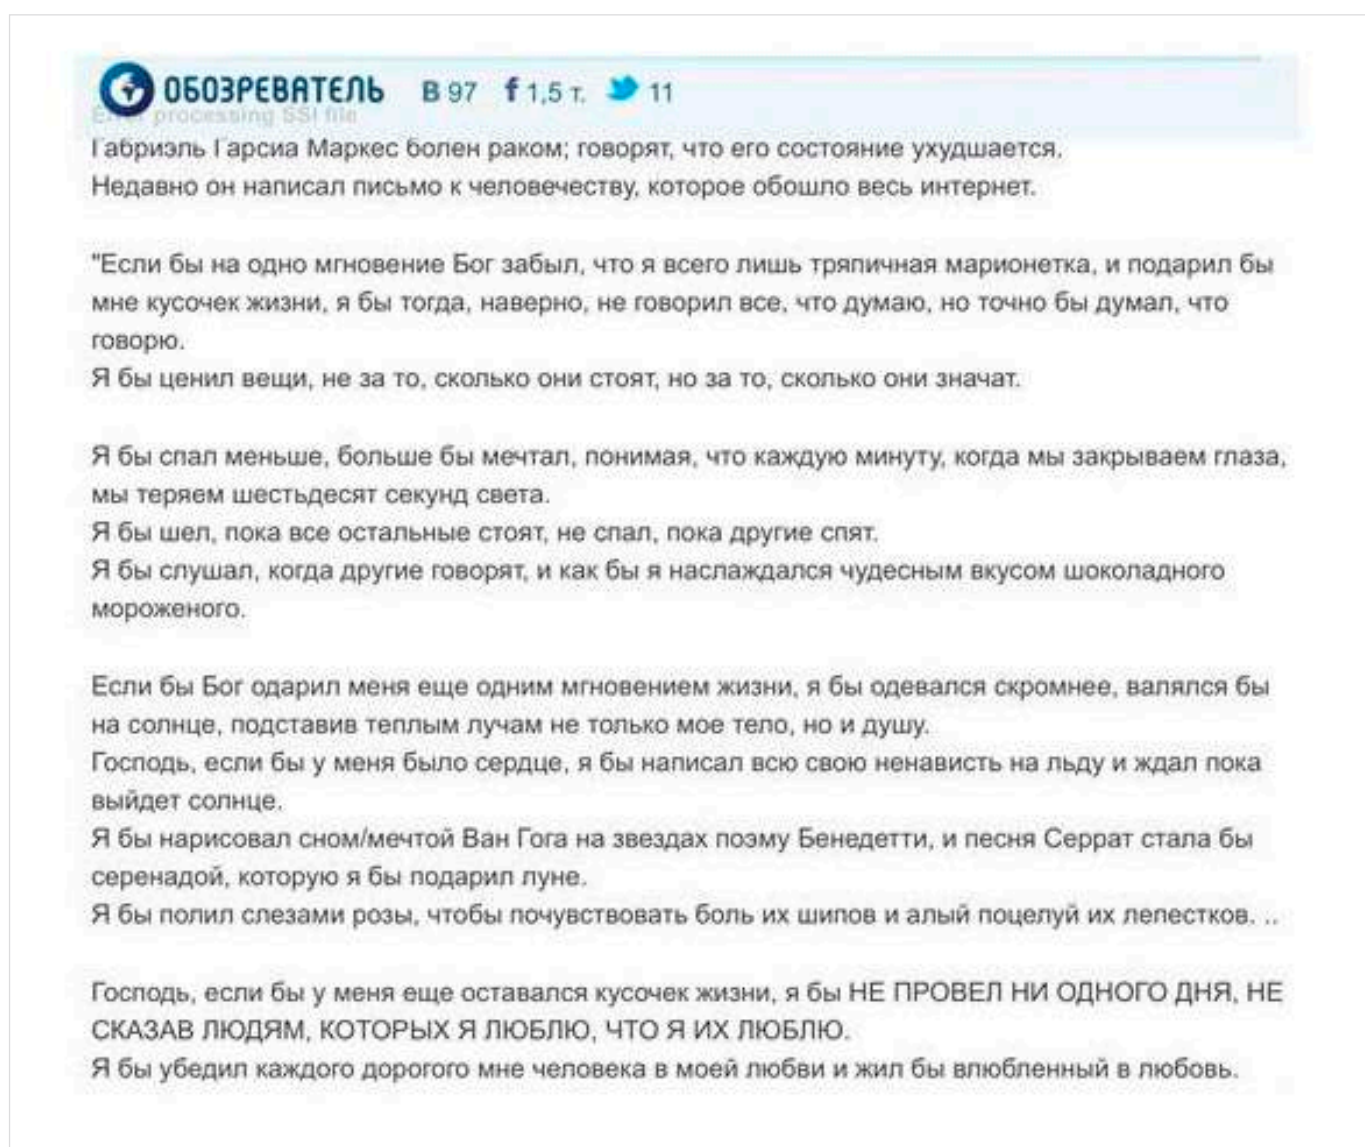 ОБОЗРЕВАТЕЛЬ В 97 f 1,5 т. 11
Error processing SSI file
Габриэль Гарсиа Маркес болен раком; говорят, что его состояние ухудшается.
Недавно он написал письмо к человечеству, которое обошло весь интернет.
"Если бы на одно мгновение Бог забыл, что я всего лишь тряпичная марионетка, и подарил бы
мне кусочек жизни, я бы тогда, наверно, не говорил все, что думаю, но точно бы думал, что
говорю.
Я бы ценил вещи, не за то, сколько они стоят, но за то, сколько они значат.
Я бы спал меньше, больше бы мечтал, понимая, что каждую минуту, когда мы закрываем глаза,
мы теряем шестьдесят секунд света.
Я бы шел, пока все остальные стоят, не спал, пока другие спят.
Я бы слушал, когда другие говорят, и как бы я наслаждался чудесным вкусом шоколадного
мороженого.
Если бы Бог одарил меня еще одним мгновением жизни, я бы одевался скромнее, валялся бы
на солнце, подставив теплым лучам не только мое тело, но и душу.
Господь, если бы у меня было сердце, я бы написал всю свою ненависть на льду и ждал пока
выйдет солнце.
Я бы нарисовал сном/мечтой Ван Гога на звездах поэму Бенедетти, и песня Серрат стала бы
серенадой, которую я бы подарил луне.
Я бы полил слезами розы, чтобы почувствовать боль их шипов и алый поцелуй их лепестков. ..
Господь, если бы у меня еще оставался кусочек жизни, я бы НЕ ПРОВЕЛ НИ ОДНОГО ДНЯ, НЕ
СКАЗАВ ЛЮДЯМ, КОТОРЫХ Я ЛЮБЛЮ, ЧТО Я ИХ ЛЮБЛЮ.
Я бы убедил каждого дорогого мне человека в моей любви и жил бы влюбленный в любовь.